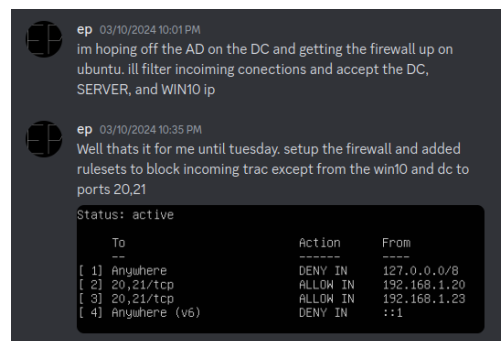 ep 03/10/2024 10:01 PM
im hoping off the AD on the DC and getting the firewall up on
ubuntu. ill filter incoiming conections and accept the DC,
SERVER, and WIN10 ip
ep 03/10/2024 10:35 PM
Well thats it for me until tuesday. setup the firewall and added
rulesets to block incoming trac except from the win10 and dc to
ports 20,21
Status: active
To Action From
-- ------ ----
[ 1] Anywhere DENY IN 127.0.0.0/8
[ 2] 20,21/tcp ALLOW IN 192.168.1.20
[ 3] 20,21/tcp ALLOW IN 192.168.1.23
[ 4] Anywhere (v6) DENY IN ::1